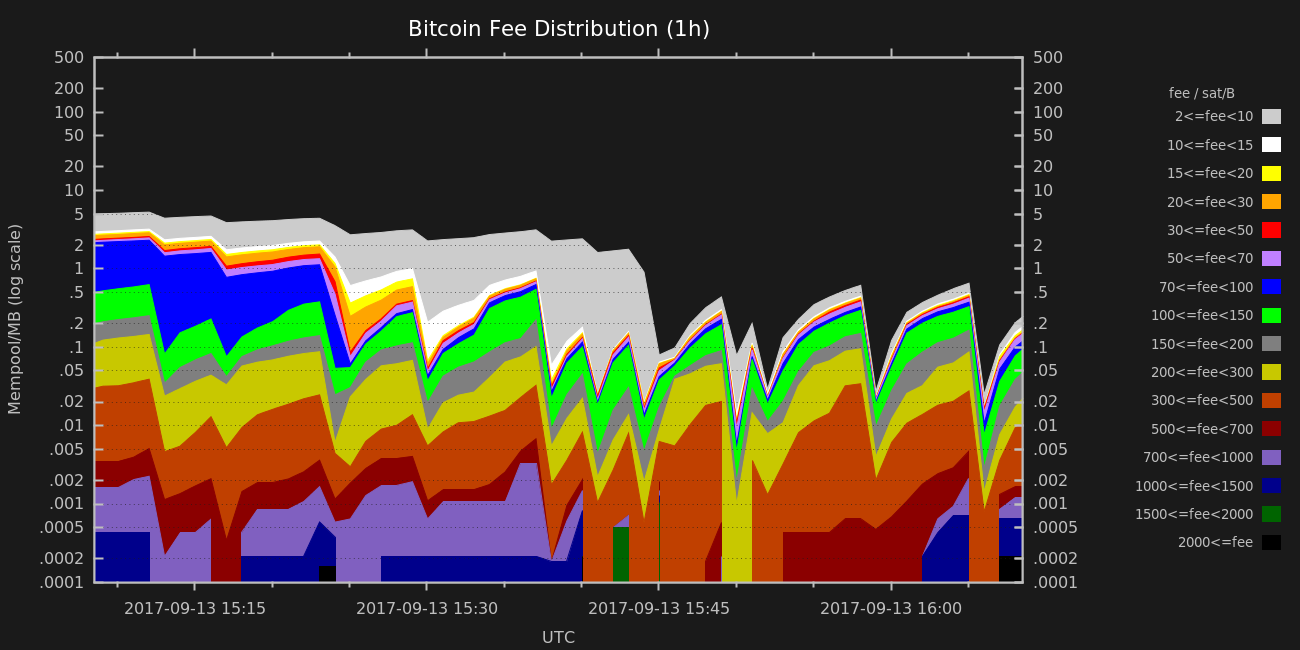 Bitcoin Fee Distribution (1h)
500 500
200 200
100 100
50 50
20 20
10 10
5 5
2 2
1 1
.5 .5
.2 .2
.1 .1
.05 .05
.02 .02
.01 .01
.005 .005
.002 .002
.001 .001
.0005 .0005
.0002 .0002
.0001 .0001
Mempool/MB (log scale)
2017-09-13 15:15 2017-09-13 15:30 2017-09-13 15:45 2017-09-13 16:00
UTC
fee / sat/B
2<=fee<10
10<=fee<15
15<=fee<20
20<=fee<30
30<=fee<50
50<=fee<70
70<=fee<100
100<=fee<150
150<=fee<200
200<=fee<300
300<=fee<500
500<=fee<700
700<=fee<1000
1000<=fee<1500
1500<=fee<2000
2000<=fee